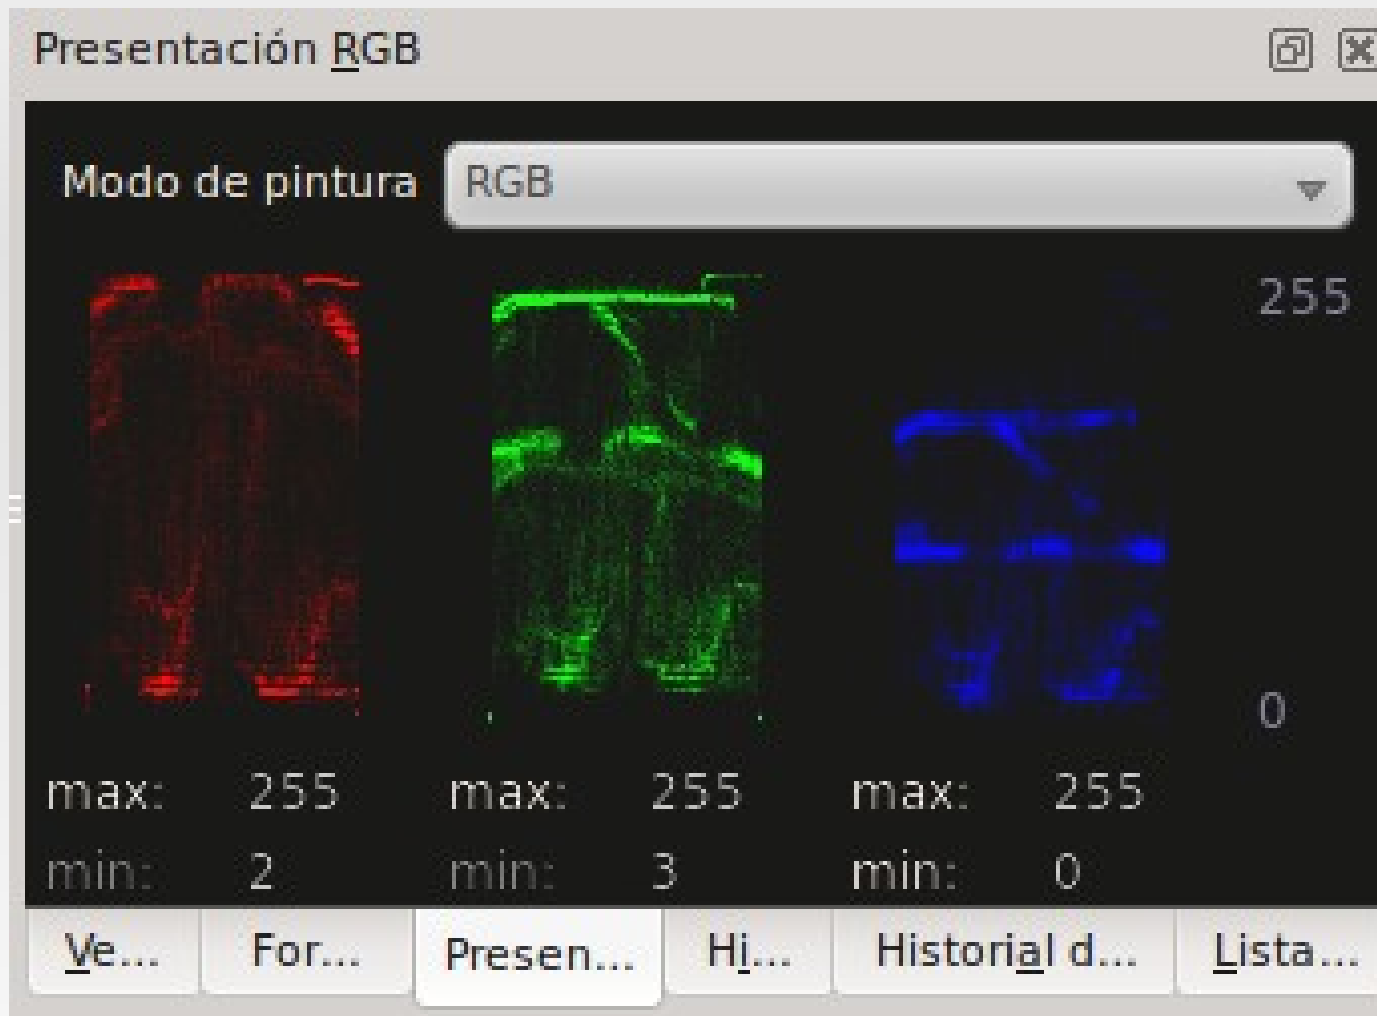 Presentación RGB
Modo de pintura RGB
255
0
max: 255 max: 255 max: 255
min: 2 min: 3 min: 0
Ve... For... Presen... Hi... Historial d... Lista...